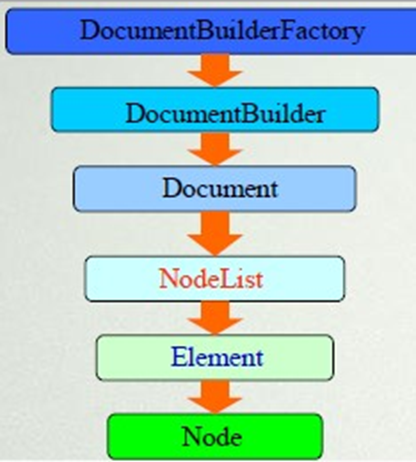 DocumentBuilderFactory
DocumentBuilder
Document
NodeList
Element
Node